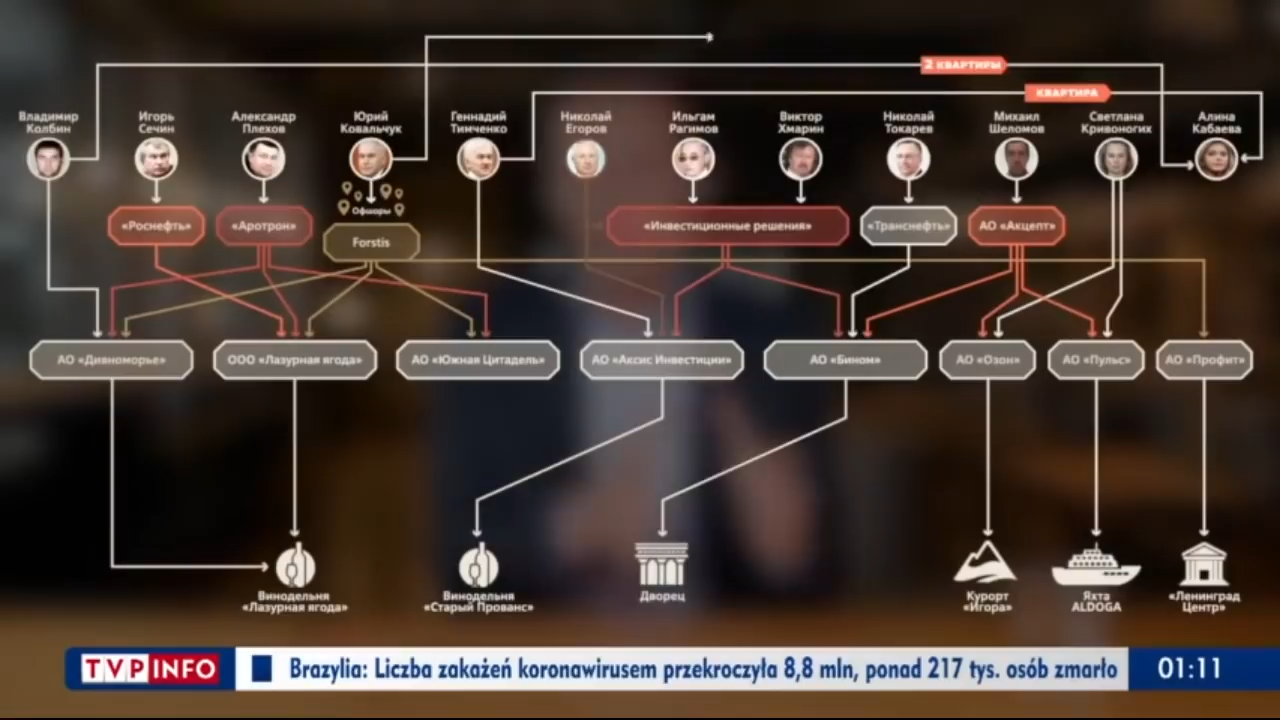 2 КВАРТИРЫ
КВАРТИРА
Владимир
Колбин
Игорь
Сечин
Александр
Плехов
Юрий
Ковальчук
Геннадий
Тимченко
Николай
Егоров
Ильгам
Рагимов
Виктор
Хмарин
Николай
Токарев
Михаил
Шеломов
Светлана
Кривоногих
Алина
Кабаева
Офшоры
«Роснефть»
«Аротрон»
Forstis
«Инвестиционные решения»
«Транснефть»
АО «Акцепт»
АО «Дивноморье»
ООО «Лазурная ягода»
АО «Южная Цитадель»
АО «Аксис Инвестиции»
АО «Бином»
АО «Озон»
АО «Пульс»
АО «Профит»
Винодельня
«Лазурная ягода»
Винодельня
«Старый Прованс»
Дворец
Курорт
«Игора»
Яхта
ALDOGA
«Ленинград
Центр»
TVP INFO
Brazylia: Liczba zakażeń koronawirusem przekroczyła 8,8 mln, ponad 217 tys. osób zmarło
01:11